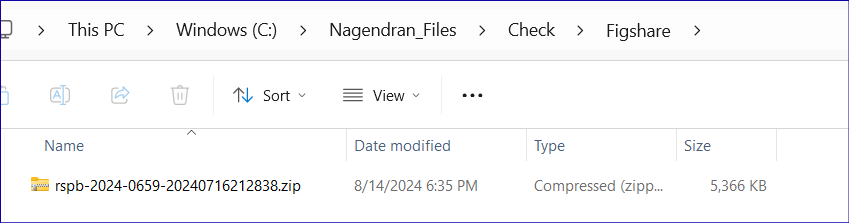 This PC > Windows (C:) > Nagendran_Files > Check > Figshare >
Sort View ...
Name Date modified Type Size
rspb-2024-0659-20240716212838.zip 8/14/2024 6:35 PM Compressed (zipp... 5,366 KB